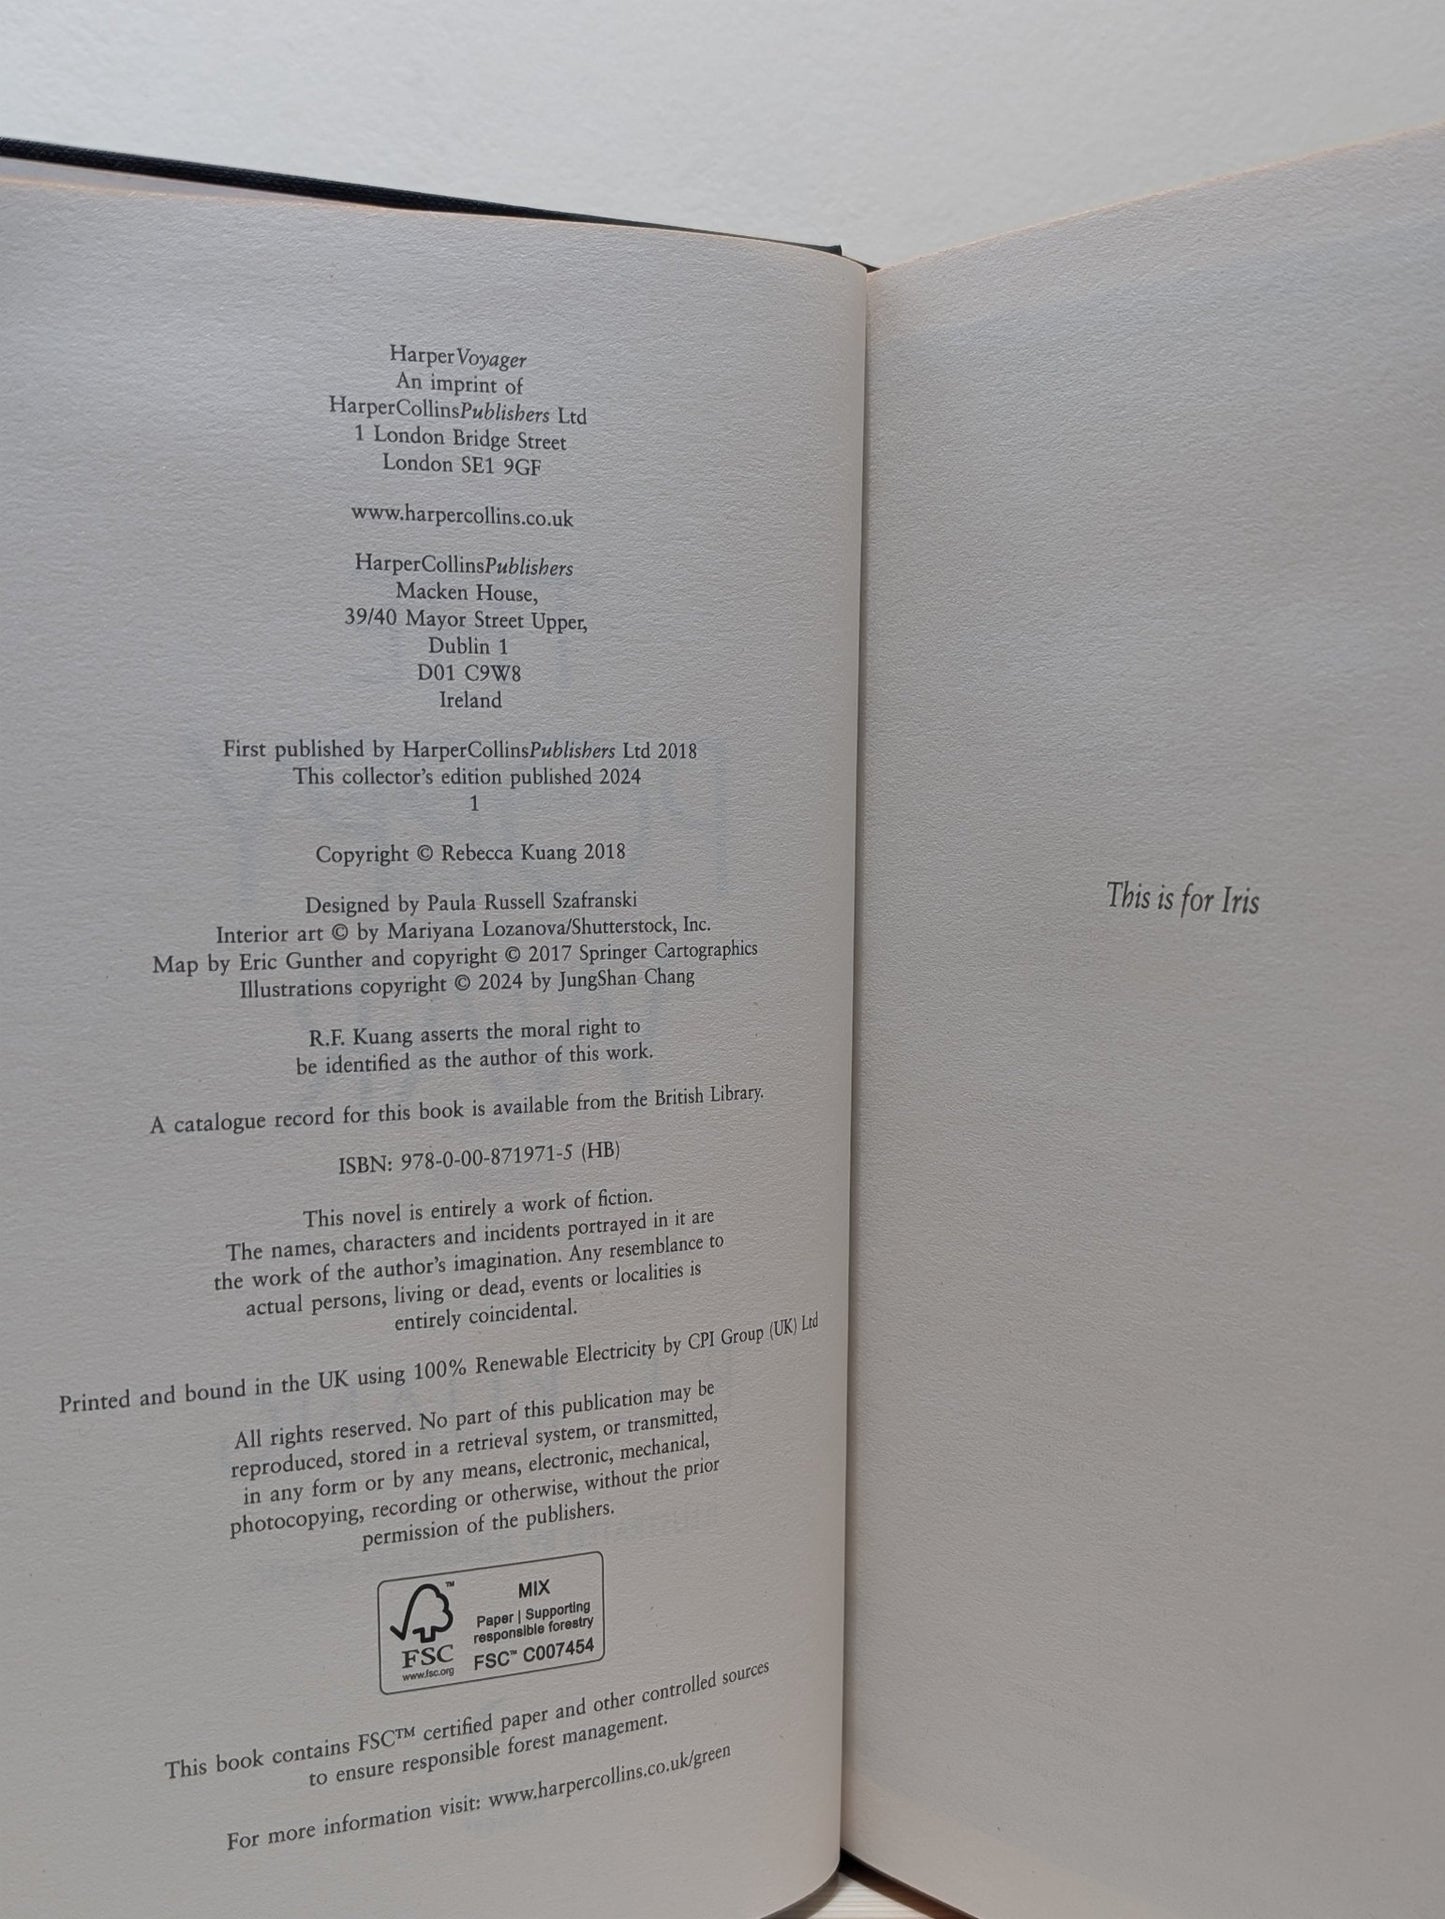 HarperVoyager
An imprint of
HarperCollinsPublishers Ltd
1 London Bridge Street
London SE1 9GF
www.harpercollins.co.uk
HarperCollinsPublishers
Macken House,
39/40 Mayor Street Upper,
Dublin 1
D01 C9W8
Ireland
First published by HarperCollinsPublishers Ltd 2018
This collector's edition published 2024
1
Copyright © Rebecca Kuang 2018
Designed by Paula Russell Szafranski
Interior art © by Mariyana Lozanova/Shutterstock, Inc.
Map by Eric Gunther and copyright © 2017 Springer Cartographics
Illustrations copyright © 2024 by JungShan Chang
R.F. Kuang asserts the moral right to
be identified as the author of this work.
A catalogue record for this book is available from the British Library.
ISBN: 978-0-00-871971-5 (HB)
This novel is entirely a work of fiction.
The names, characters and incidents portrayed in it are
the work of the author's imagination. Any resemblance to
actual persons, living or dead, events or localities is
entirely coincidental.
Printed and bound in the UK using 100% Renewable Electricity by CPI Group (UK) Ltd
All rights reserved. No part of this publication may be
reproduced, stored in a retrieval system, or transmitted,
in any form or by any means, electronic, mechanical,
photocopying, recording or otherwise, without the prior
permission of the publishers.
FSC
www.fsc.org
MIX
Paper | Supporting
responsible forestry
FSC™ C007454
This book contains FSC™ certified paper and other controlled sources
to ensure responsible forest management.
For more information visit: www.harpercollins.co.uk/green
This is for Iris